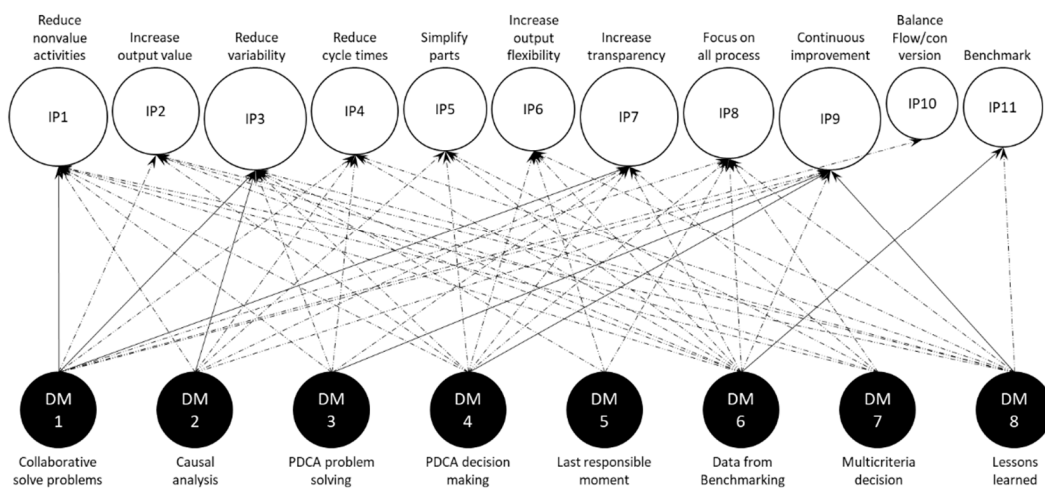 Reduce
nonvalue
activities
Increase
output value
Reduce
variability
Reduce
cycle times
Simplify
parts
Increase
output
flexibility
Increase
transparency
Focus on
all process
Continuous
improvement
Balance
Flow/con
version
Benchmark
IP1
IP2
IP3
IP4
IP5
IP6
IP7
IP8
IP9
IP10
IP11
DM
1
DM
2
DM
3
DM
4
DM
5
DM
6
DM
7
DM
8
Collaborative
solve problems
Causal
analysis
PDCA problem
solving
PDCA decision
making
Last responsible
moment
Data from
Benchmarking
Multicriteria
decision
Lessons
learned